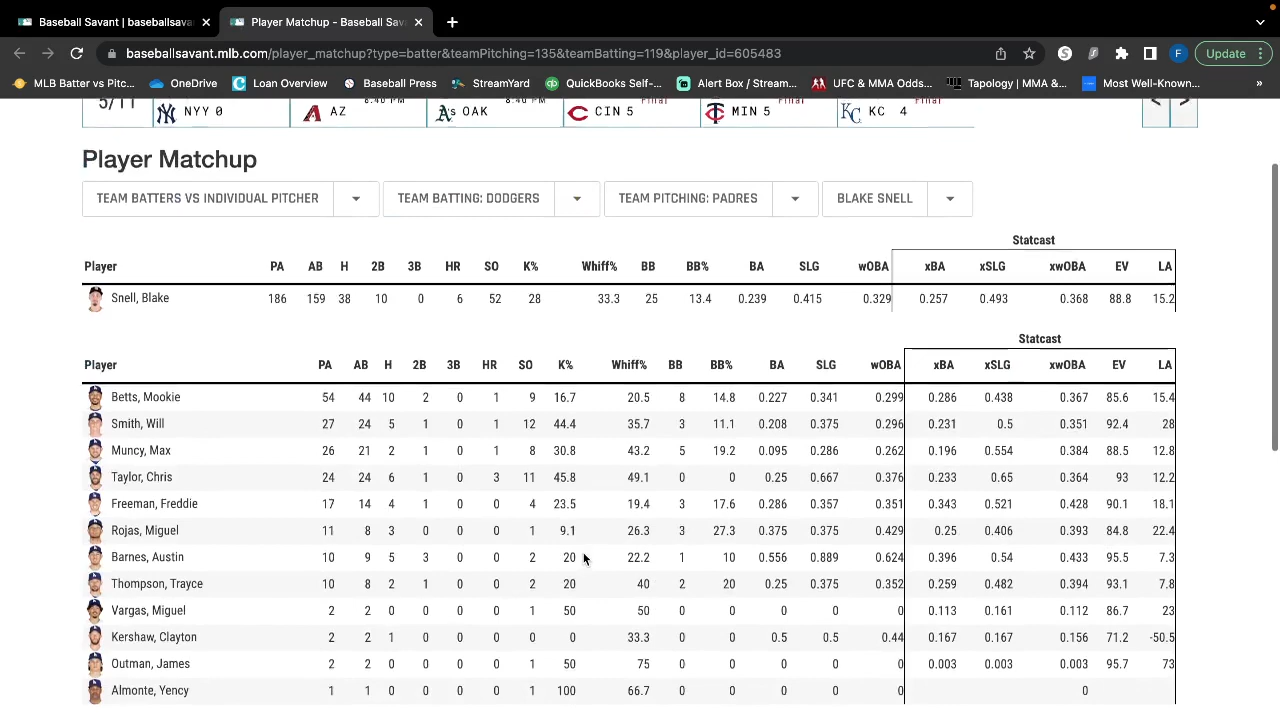 Baseball Savant | baseballsava
Player Matchup - Baseball Sav
baseballsavant.mlb.com/player_matchup?type=batter&teamPitching=135&teamBatting=119&player_id=605483
F
Update
MLB Batter vs Pitc...
OneDrive
Loan Overview
Baseball Press
StreamYard
QuickBooks Self-...
Alert Box / Stream...
UFC & MMA Odds...
Tapology | MMA &...
Most Well-Known...
»
5/11
8:40 PM 8:40 PM Final Final Final
NYY 0 AZ OAK CIN 5 MIN 5 KC 4
Player Matchup
TEAM BATTERS VS INDIVIDUAL PITCHER TEAM BATTING: DODGERS TEAM PITCHING: PADRES BLAKE SNELL
Statcast
Player PA AB H 2B 3B HR SO K% Whiff% BB BB% BA SLG wOBA xBA xSLG xwOBA EV LA
Snell, Blake 186 159 38 10 0 6 52 28 33.3 25 13.4 0.239 0.415 0.329 0.257 0.493 0.368 88.8 15.2
Statcast
Player PA AB H 2B 3B HR SO K% Whiff% BB BB% BA SLG wOBA xBA xSLG xwOBA EV LA
Betts, Mookie 54 44 10 2 0 1 9 16.7 20.5 8 14.8 0.227 0.341 0.299 0.286 0.438 0.367 85.6 15.4
Smith, Will 27 24 5 1 0 1 12 44.4 35.7 3 11.1 0.208 0.375 0.296 0.231 0.5 0.351 92.4 28
Muncy, Max 26 21 2 1 0 1 8 30.8 43.2 5 19.2 0.095 0.286 0.262 0.196 0.554 0.384 88.5 12.8
Taylor, Chris 24 24 6 1 0 3 11 45.8 49.1 0 0 0.25 0.667 0.376 0.233 0.65 0.364 93 12.2
Freeman, Freddie 17 14 4 1 0 0 4 23.5 19.4 3 17.6 0.286 0.357 0.351 0.343 0.521 0.428 90.1 18.1
Rojas, Miguel 11 8 3 0 0 0 1 9.1 26.3 3 27.3 0.375 0.375 0.429 0.25 0.406 0.393 84.8 22.4
Barnes, Austin 10 9 5 3 0 0 2 20 22.2 1 10 0.556 0.889 0.624 0.396 0.54 0.433 95.5 7.3
Thompson, Trayce 10 8 2 1 0 0 2 20 40 2 20 0.25 0.375 0.352 0.259 0.482 0.394 93.1 7.8
Vargas, Miguel 2 2 0 0 0 0 1 50 50 0 0 0 0 0 0.113 0.161 0.112 86.7 23
Kershaw, Clayton 2 2 1 0 0 0 0 0 33.3 0 0 0.5 0.5 0.44 0.167 0.167 0.156 71.2 -50.5
Outman, James 2 2 0 0 0 0 1 50 75 0 0 0 0 0 0.003 0.003 0.003 95.7 73
Almonte, Yency 1 1 0 0 0 0 1 100 66.7 0 0 0 0 0 0